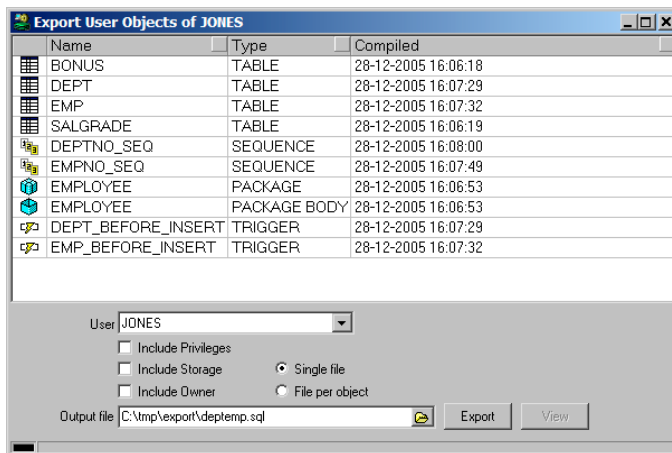 Export User Objects of JONES
Name Type Compiled
BONUS TABLE 28-12-2005 16:06:18
DEPT TABLE 28-12-2005 16:07:29
EMP TABLE 28-12-2005 16:07:32
SALGRADE TABLE 28-12-2005 16:06:19
DEPTNO_SEQ SEQUENCE 28-12-2005 16:08:00
EMPNO_SEQ SEQUENCE 28-12-2005 16:07:49
EMPLOYEE PACKAGE 28-12-2005 16:06:53
EMPLOYEE PACKAGE BODY 28-12-2005 16:06:53
DEPT_BEFORE_INSERT TRIGGER 28-12-2005 16:07:29
EMP_BEFORE_INSERT TRIGGER 28-12-2005 16:07:32
User JONES
Include Privileges
Include Storage Single file
Include Owner File per object
Output file C:\tmp\export\deptemp.sql Export View